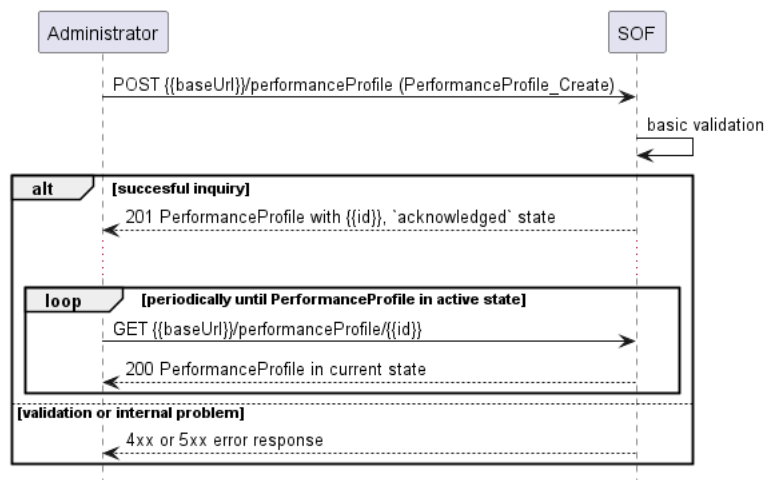 Administrator
SOF
POST {{baseUrl}}/performanceProfile (PerformanceProfile_Create)
basic validation
alt
[succesful inquiry]
201 PerformanceProfile with {{id}}, `acknowledged` state
loop
[periodically until PerformanceProfile in active state]
GET {{baseUrl}}/performanceProfile/{{id}}
200 PerformanceProfile in current state
[validation or internal problem]
4xx or 5xx error response